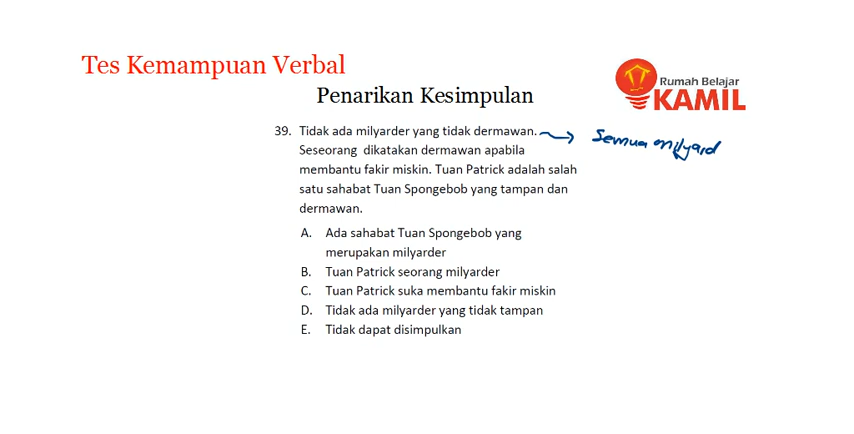 Tes Kemampuan Verbal
Rumah Belajar
KAMIL
Penarikan Kesimpulan
39. Tidak ada milyarder yang tidak dermawan.
Semua milyard
Seseorang dikatakan dermawan apabila
membantu fakir miskin. Tuan Patrick adalah salah
satu sahabat Tuan Spongebob yang tampan dan
dermawan.
A. Ada sahabat Tuan Spongebob yang
merupakan milyarder
B. Tuan Patrick seorang milyarder
C. Tuan Patrick suka membantu fakir miskin
D. Tidak ada milyarder yang tidak tampan
E. Tidak dapat disimpulkan